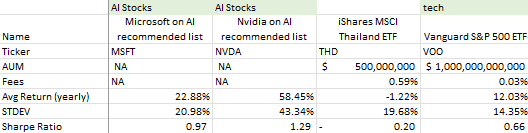 AI Stocks AI Stocks tech
Microsoft on AI Nvidia on AI iShares MSCI
Name recommended list recommended list Thailand ETF Vanguard S&P 500 ETF
Ticker MSFT NVDA THD VOO
AUM NA NA $ 500,000,000 $ 1,000,000,000,000
Fees NA NA 0.59% 0.03%
Avg Return (yearly) 22.88% 58.45% -1.22% 12.03%
STDEV 20.98% 43.34% 19.68% 14.35%
Sharpe Ratio 0.97 1.29 - 0.20 0.66